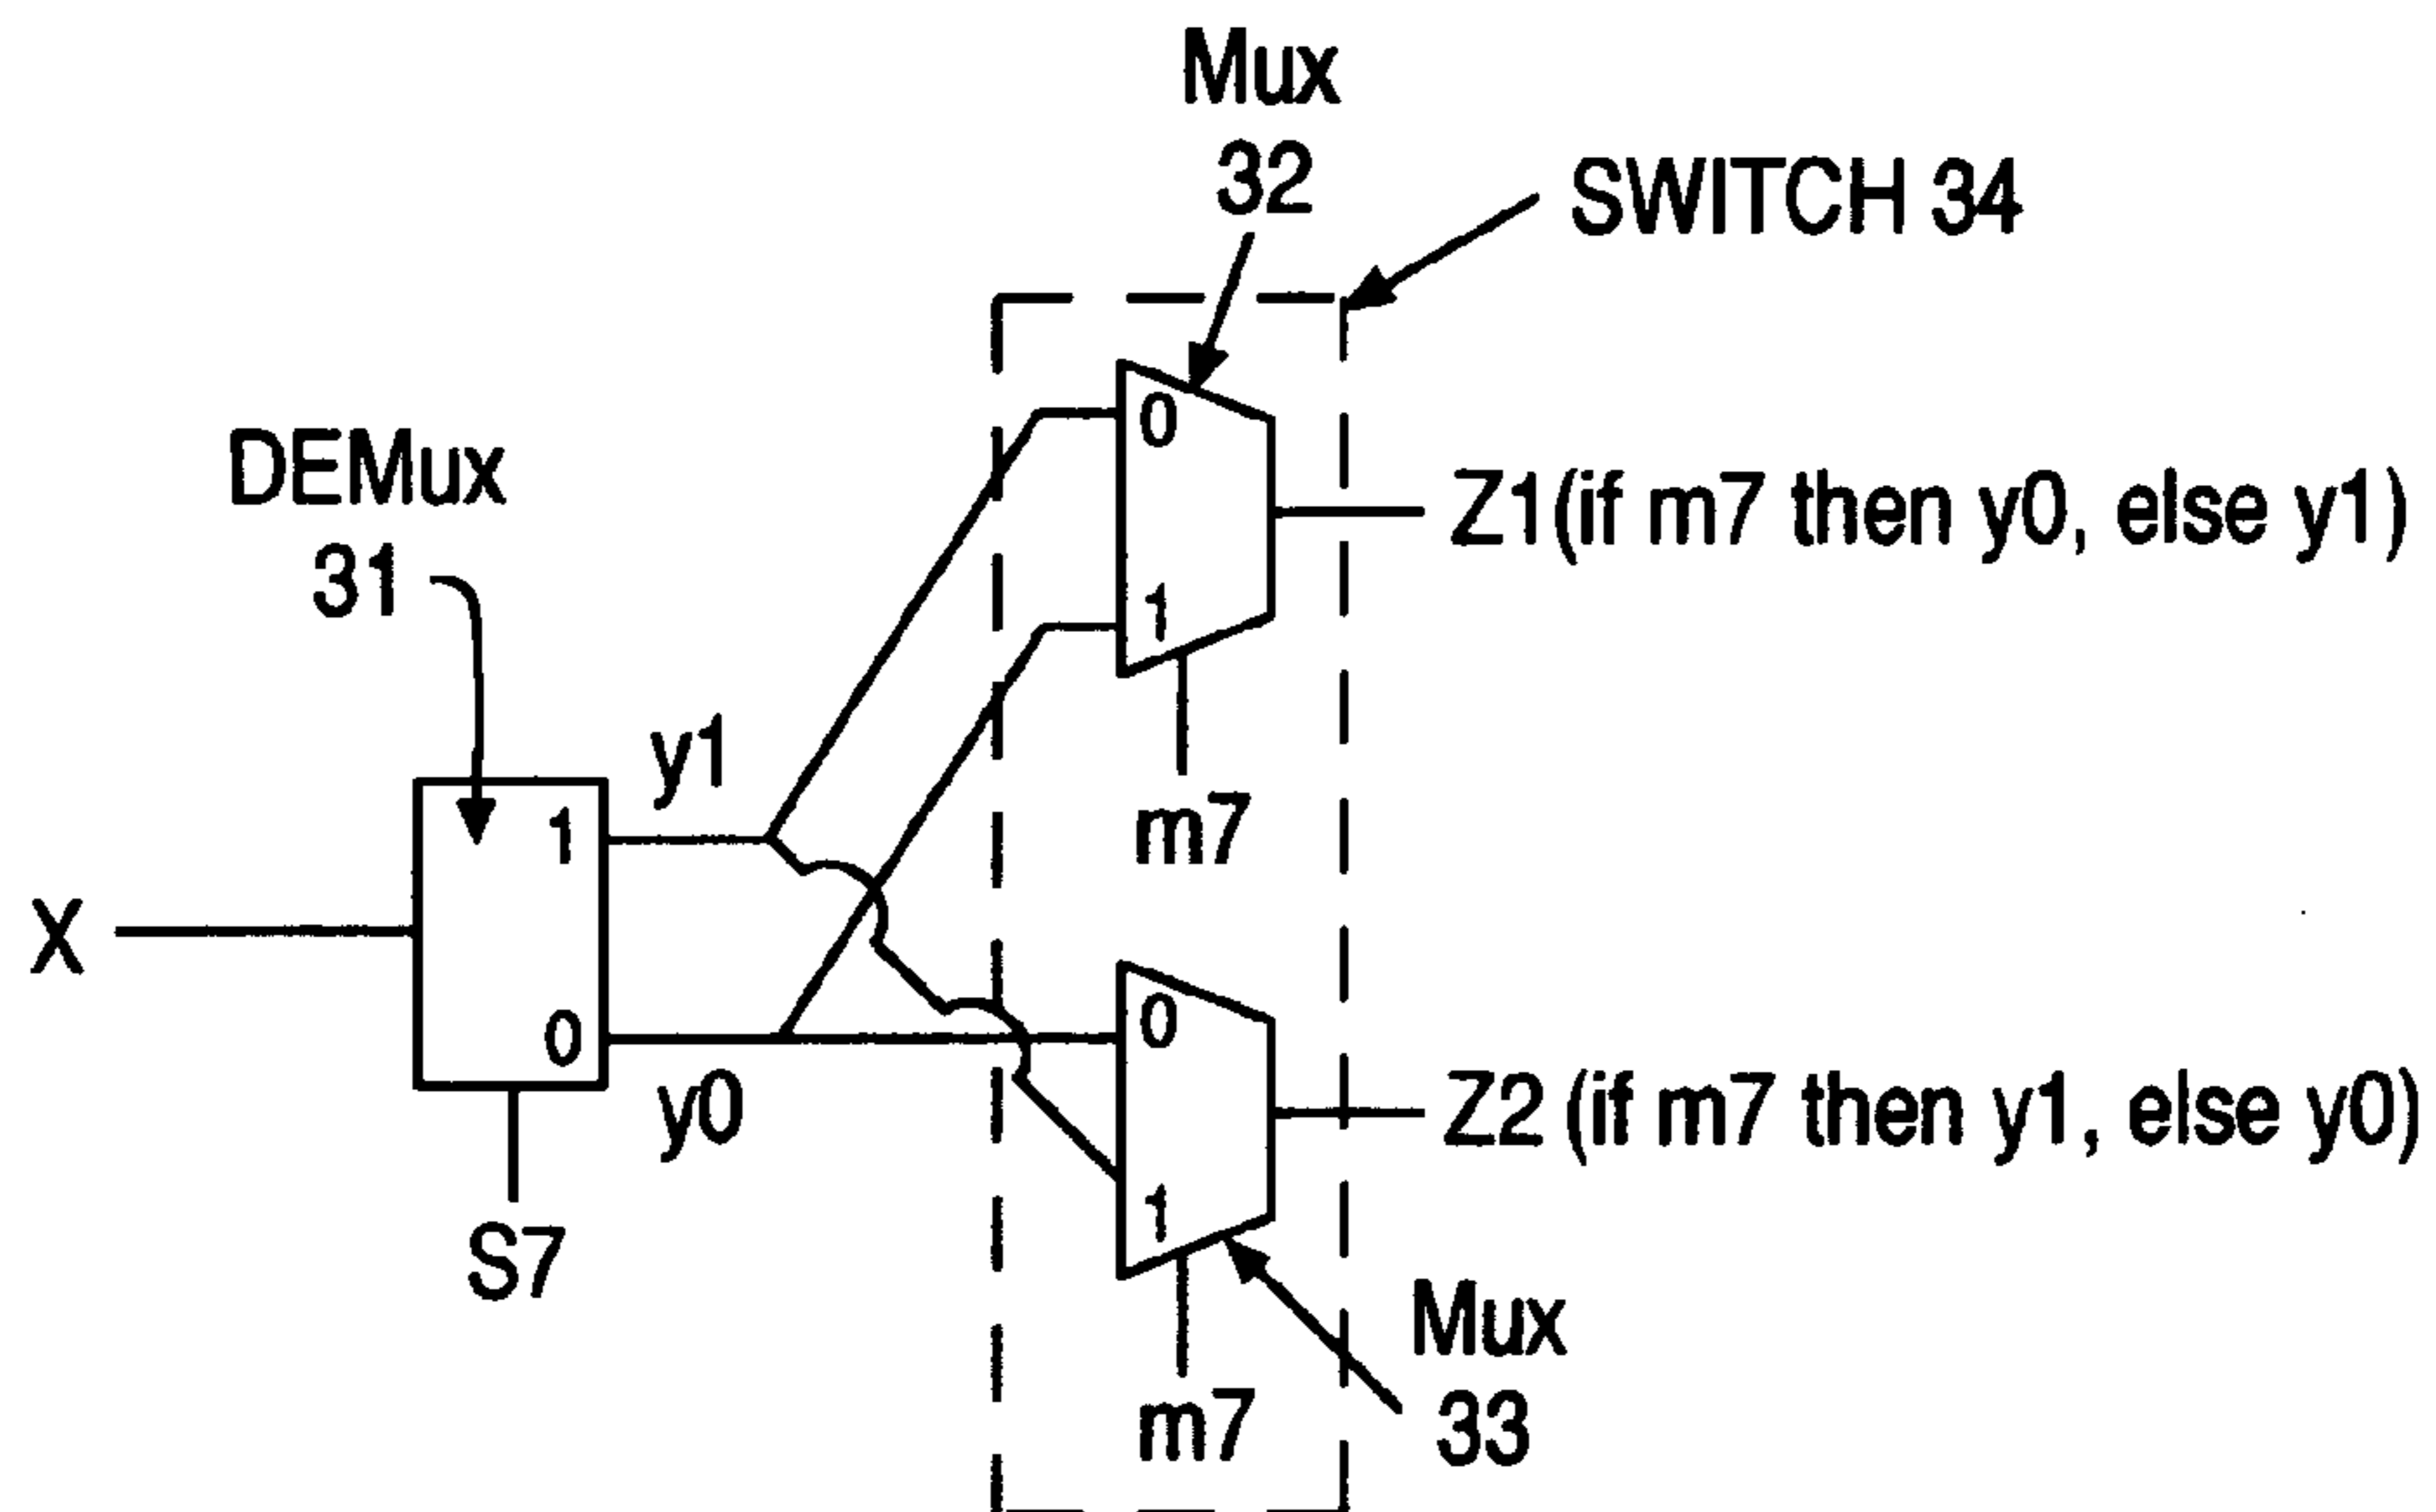 Mux
32
SWITCH 34
0
DEMux
31
Z1(if m7 then y0, else y1)
1
y1
m7
1
X
0
0
y0
Z2 (if m7 then y1, else y0)
1
S7
Mux
33
m7